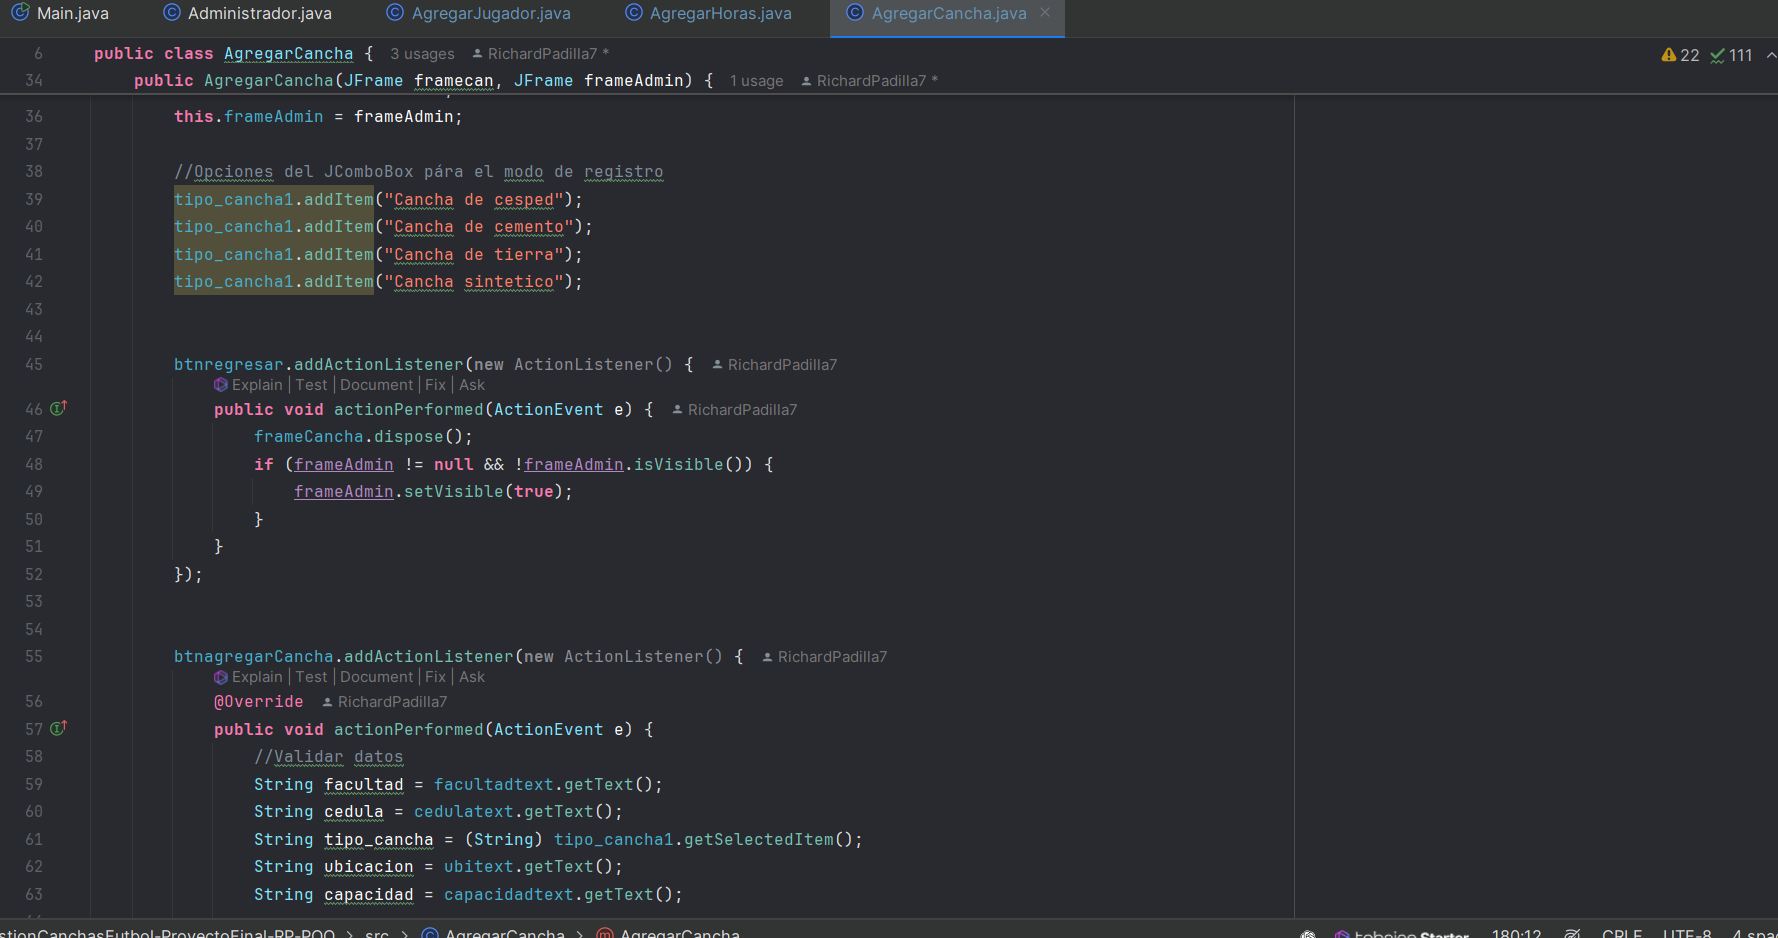 Main.java Administrador.java AgregarJugador.java AgregarHoras.java AgregarCancha.java
6 public class AgregarCancha { 3 usages RichardPadilla7 * 22 111
34 public AgregarCancha(JFrame framecan, JFrame frameAdmin) { 1 usage RichardPadilla7 *
36 this.frameAdmin = frameAdmin;
37
38 //Opciones del JComboBox pára el modo de registro
39 tipo_cancha1.addItem("Cancha de cesped");
40 tipo_cancha1.addItem("Cancha de cemento");
41 tipo_cancha1.addItem("Cancha de tierra");
42 tipo_cancha1.addItem("Cancha sintetico");
43
44
45 btnregresar.addActionListener(new ActionListener() { RichardPadilla7
Explain | Test | Document | Fix | Ask
46 public void actionPerformed(ActionEvent e) { RichardPadilla7
47 frameCancha.dispose();
48 if (frameAdmin != null && !frameAdmin.isVisible()) {
49 frameAdmin.setVisible(true);
50 }
51 }
52 });
53
54
55 btnagregarCancha.addActionListener(new ActionListener() { RichardPadilla7
Explain | Test | Document | Fix | Ask
56 @Override RichardPadilla7
57 public void actionPerformed(ActionEvent e) {
58 //Validar datos
59 String facultad = facultadtext.getText();
60 String cedula = cedulatext.getText();
61 String tipo_cancha = (String) tipo_cancha1.getSelectedItem();
62 String ubicacion = ubitext.getText();
63 String capacidad = capacidadtext.getText();
stionCanchasFutbol-ProyectoFinal-RP-POO > src > AgregarCancha > AgregarCancha Starter 180:12 CRLF UTF-8 4 spac